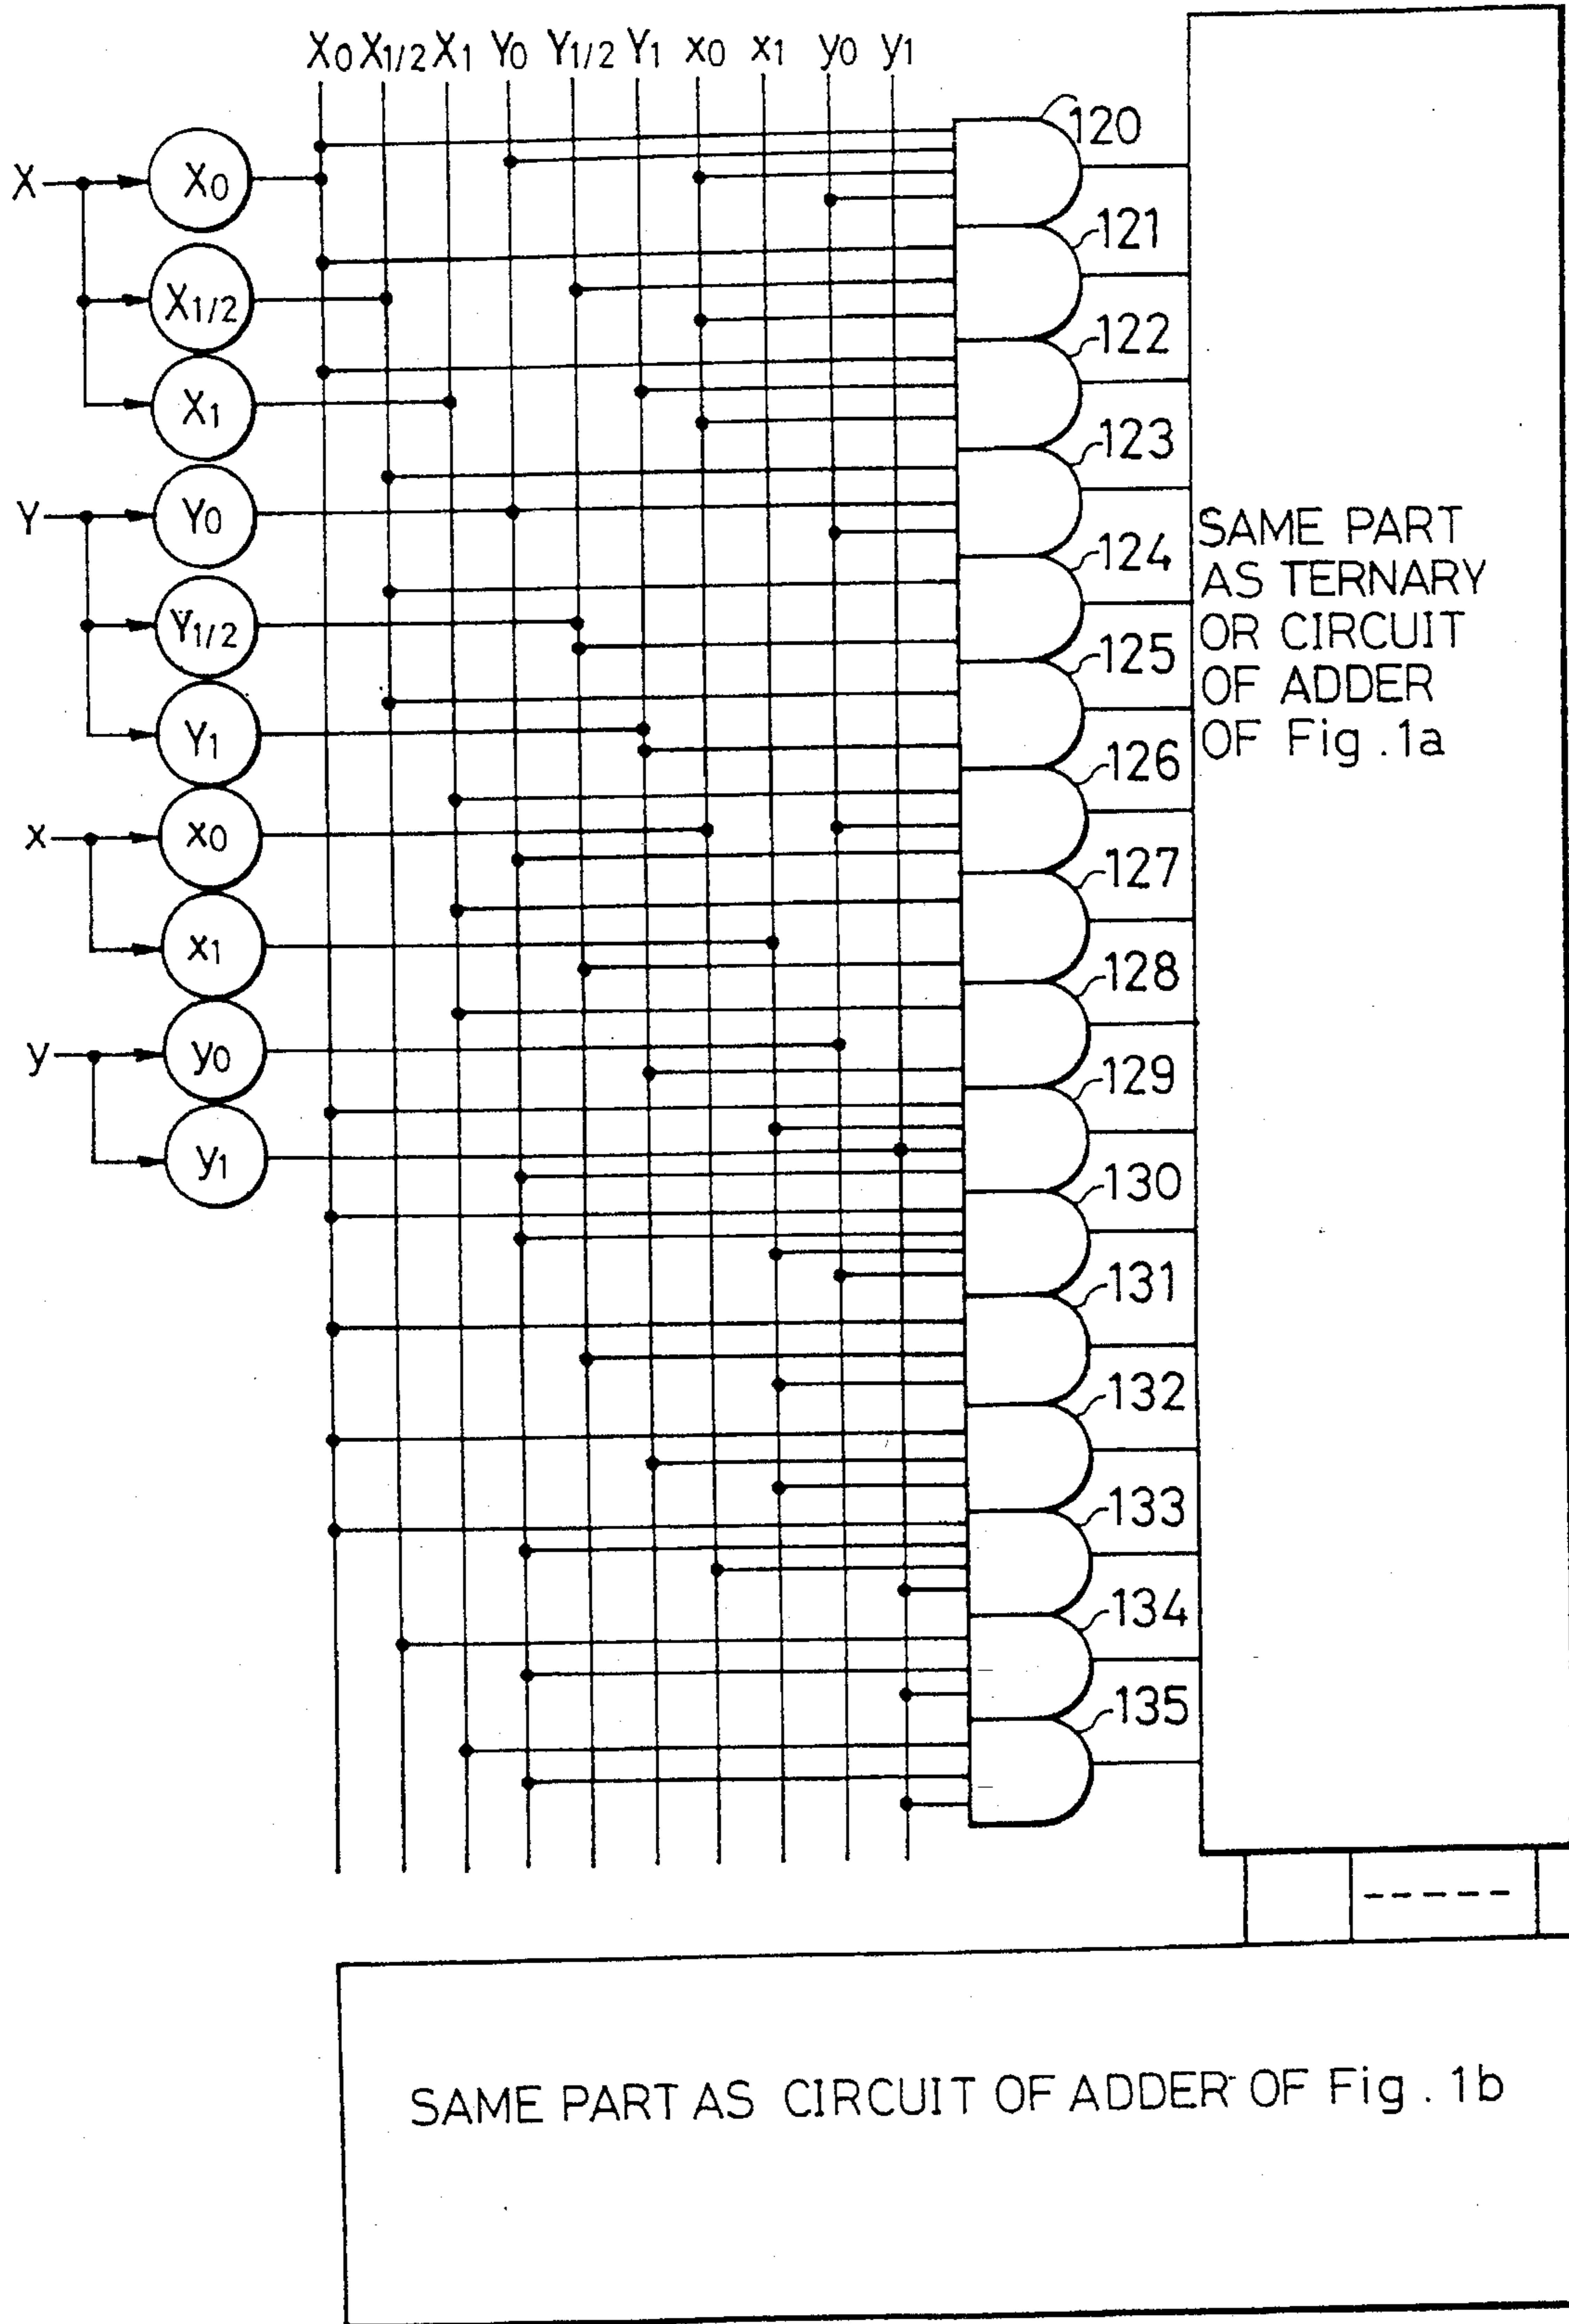 X₀ X₁/₂ X₁ Y₀ Y₁/₂ Y₁ x₀ x₁ y₀ y₁
120
X X₀
121
X₁/₂
122
X₁
123
Y Y₀
124
Y₁/₂
125
Y₁
126
x x₀
127
x₁
128
y y₀
129
y₁
130
131
132
133
134
135
SAME PART
AS TERNARY
OR CIRCUIT
OF ADDER
OF Fig.1a
SAME PART AS CIRCUIT OF ADDER OF Fig. 1b